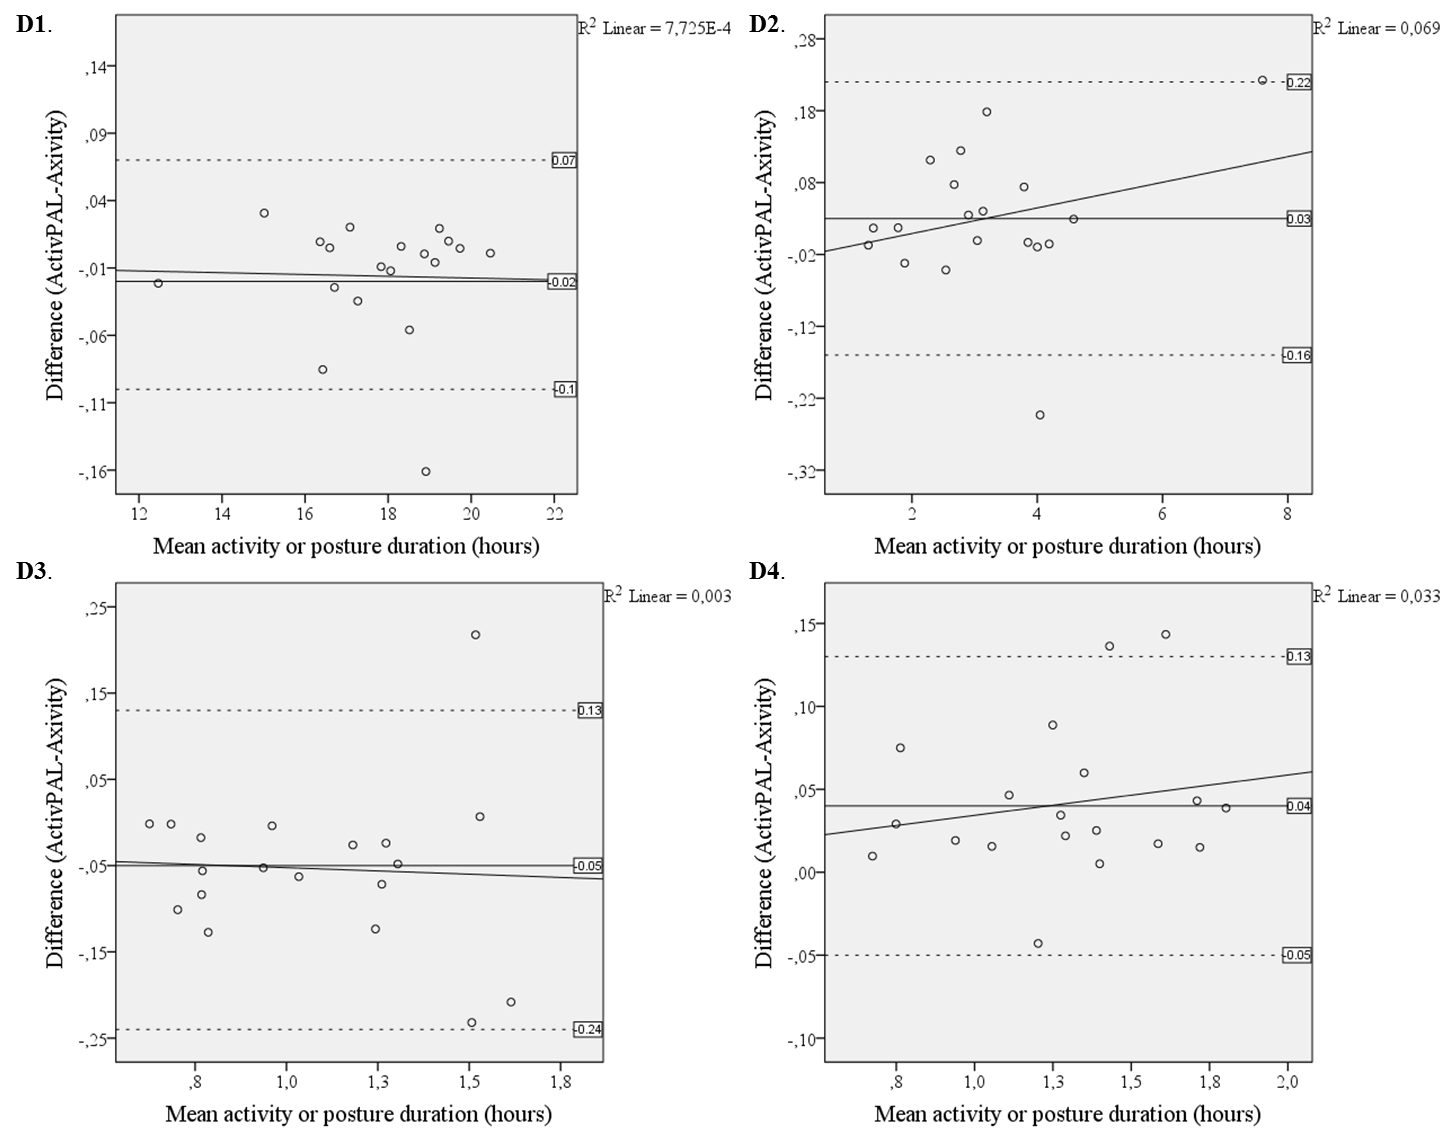 D1.
R² Linear = 7,725E-4
,14
,09
,04
-,01
-,06
-,11
-,16
0.07
-0.02
-0.1
Difference (ActivPAL-Axivity)
12 14 16 18 20 22
Mean activity or posture duration (hours)
D2.
R² Linear = 0,069
,28
,18
,08
-,02
-,12
-,22
-,32
0.22
0.03
-0.16
Difference (ActivPAL-Axivity)
2 4 6 8
Mean activity or posture duration (hours)
D3.
R² Linear = 0,003
,25
,15
,05
-,05
-,15
-,25
0.13
-0.05
-0.24
Difference (ActivPAL-Axivity)
,8 1,0 1,3 1,5 1,8
Mean activity or posture duration (hours)
D4.
R² Linear = 0,033
,15
,10
,05
,00
-,05
-,10
0.13
0.04
-0.05
Difference (ActivPAL-Axivity)
,8 1,0 1,3 1,5 1,8 2,0
Mean activity or posture duration (hours)